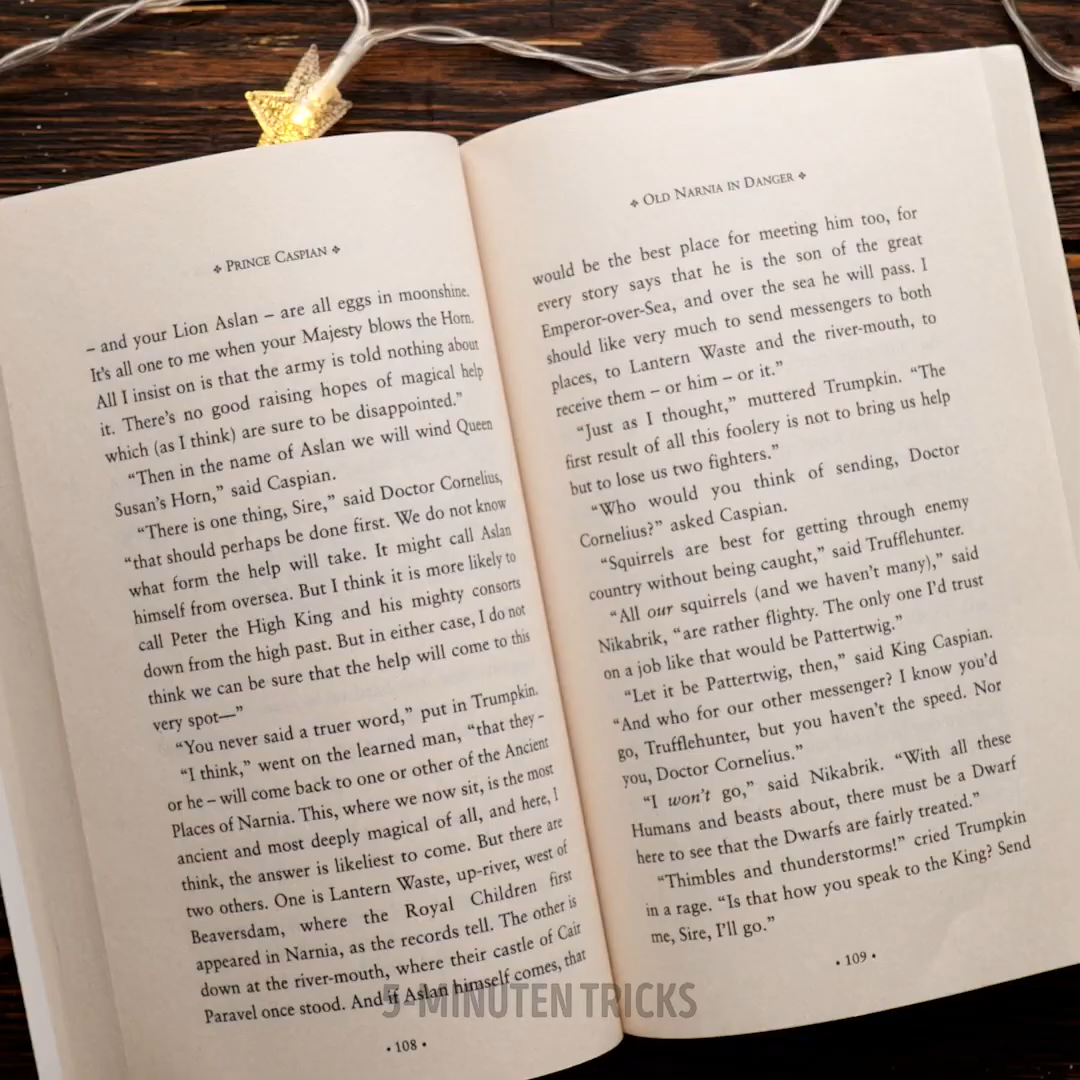 ❖ PRINCE CASPIAN ❖
– and your Lion Aslan – are all eggs in moonshine.
It's all one to me when your Majesty blows the Horn.
All I insist on is that the army is told nothing about
it. There's no good raising hopes of magical help
which (as I think) are sure to be disappointed.”
“Then in the name of Aslan we will wind Queen
Susan's Horn,” said Caspian.
“There is one thing, Sire,” said Doctor Cornelius,
“that should perhaps be done first. We do not know
what form the help will take. It might call Aslan
himself from oversea. But I think it is more likely to
call Peter the High King and his mighty consorts
down from the high past. But in either case, I do not
think we can be sure that the help will come to this
very spot—”
“You never said a truer word,” put in Trumpkin.
“I think,” went on the learned man, “that they –
or he – will come back to one or other of the Ancient
Places of Narnia. This, where we now sit, is the most
ancient and most deeply magical of all, and here, I
think, the answer is likeliest to come. But there are
two others. One is Lantern Waste, up-river, west of
Beaversdam, where the Royal Children first
appeared in Narnia, as the records tell. The other is
down at the river-mouth, where their castle of Cair
Paravel once stood. And if Aslan himself comes, that
• 108 •
❖ OLD NARNIA IN DANGER ❖
would be the best place for meeting him too, for
every story says that he is the son of the great
Emperor-over-Sea, and over the sea he will pass. I
should like very much to send messengers to both
places, to Lantern Waste and the river-mouth, to
receive them – or him – or it.”
“Just as I thought,” muttered Trumpkin. “The
first result of all this foolery is not to bring us help
but to lose us two fighters.”
“Who would you think of sending, Doctor
Cornelius?” asked Caspian.
“Squirrels are best for getting through enemy
country without being caught,” said Trufflehunter.
“All our squirrels (and we haven't many),” said
Nikabrik, “are rather flighty. The only one I'd trust
on a job like that would be Pattertwig.”
“Let it be Pattertwig, then,” said King Caspian.
“And who for our other messenger? I know you'd
go, Trufflehunter, but you haven't the speed. Nor
you, Doctor Cornelius.”
“I won't go,” said Nikabrik. “With all these
Humans and beasts about, there must be a Dwarf
here to see that the Dwarfs are fairly treated.”
“Thimbles and thunderstorms!” cried Trumpkin
in a rage. “Is that how you speak to the King? Send
me, Sire, I'll go.”
• 109 •
5-MINUTEN TRICKS